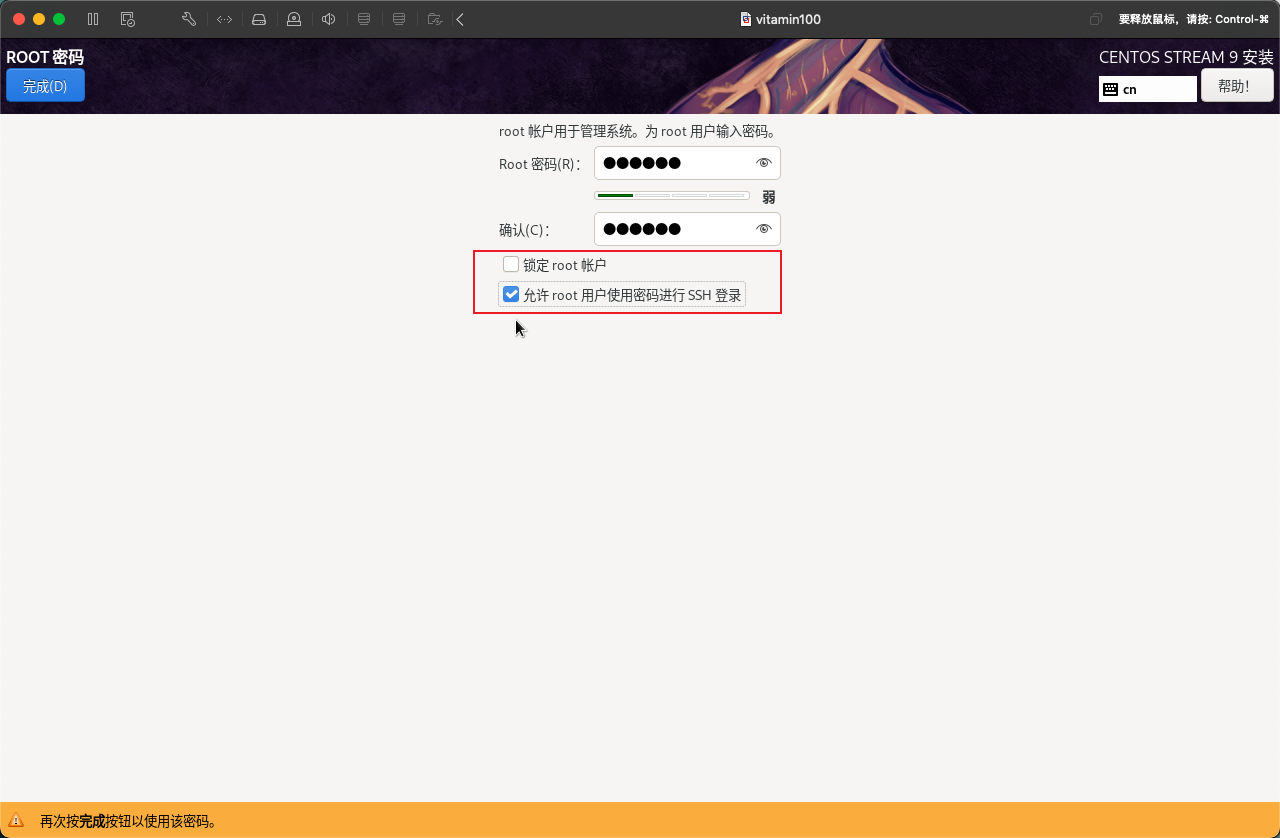 vitamin100
要释放鼠标，请按: Control-⌘
ROOT 密码
CENTOS STREAM 9 安装
完成(D)
cn
帮助！
root 帐户用于管理系统。为 root 用户输入密码。
Root 密码(R)：
弱
确认(C)：
锁定 root 帐户
允许 root 用户使用密码进行 SSH 登录
再次按完成按钮以使用该密码。